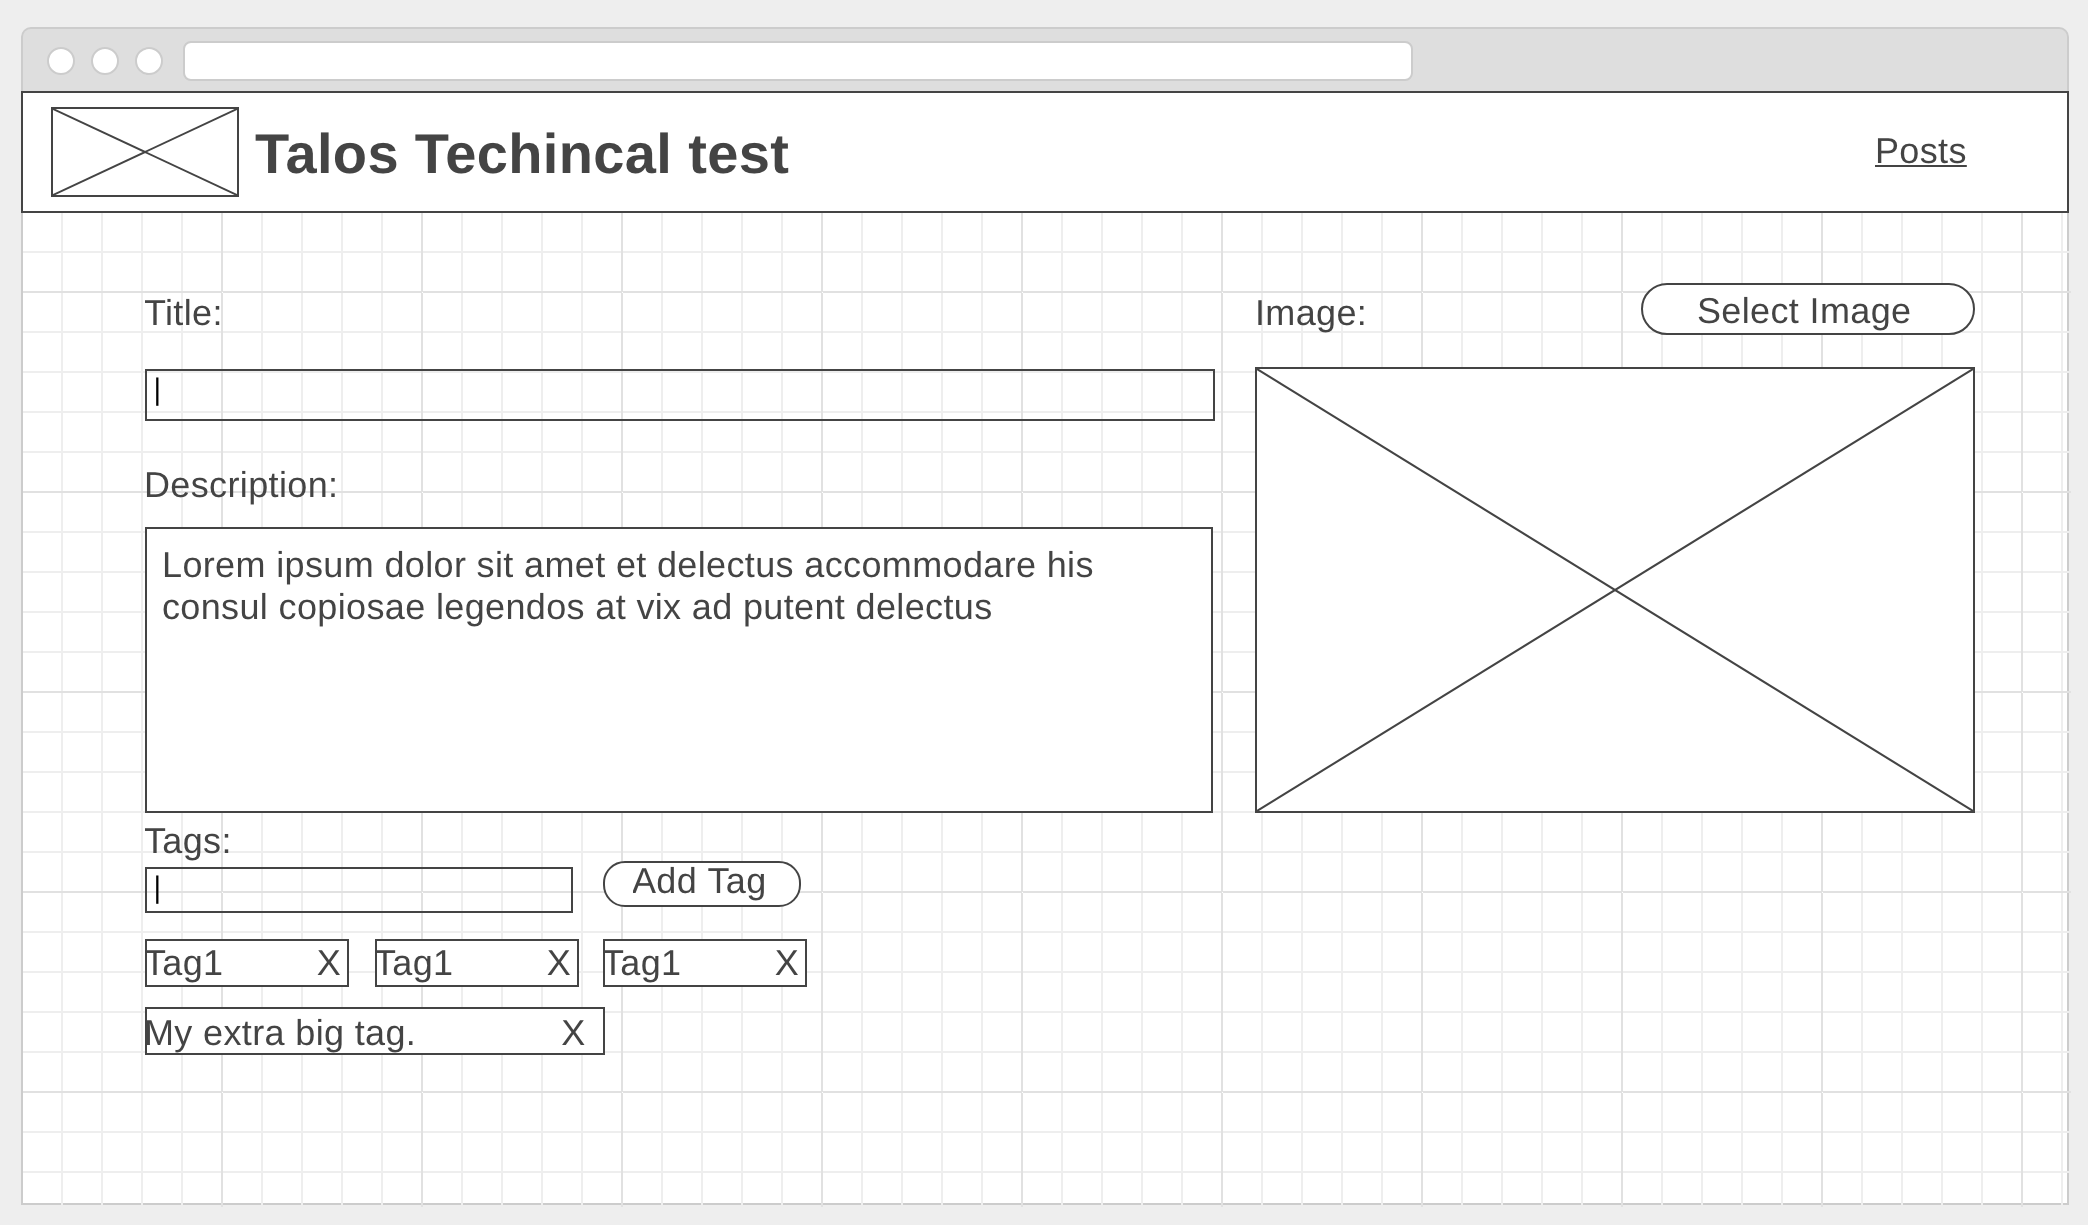 Talos Techincal test
Posts
Title:
Image:
Select Image
Description:
Lorem ipsum dolor sit amet et delectus accommodare his
consul copiosae legendos at vix ad putent delectus
Tags:
Add Tag
Tag1 X
Tag1 X
Tag1 X
My extra big tag. X